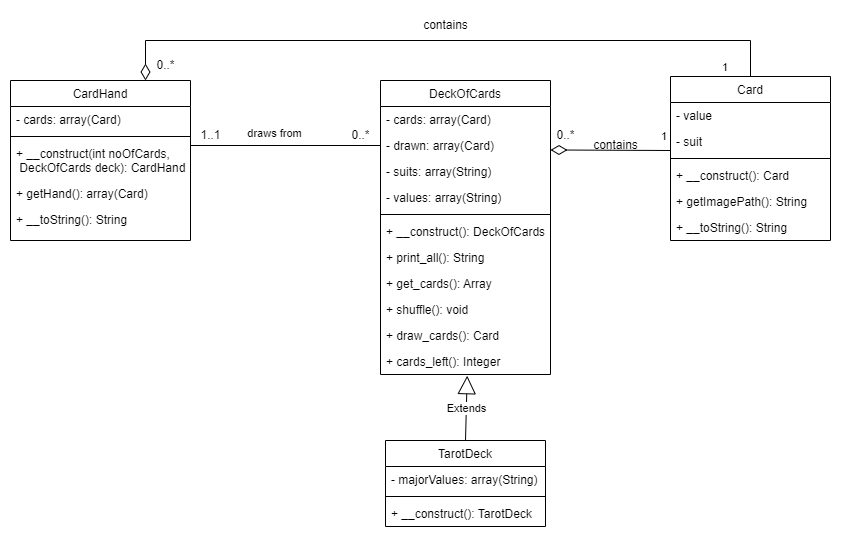 contains
0..*
1
CardHand
- cards: array(Card)
+ __construct(int noOfCards,
DeckOfCards deck): CardHand
+ getHand(): array(Card)
+ __toString(): String
1..1
draws from
0..*
DeckOfCards
- cards: array(Card)
- drawn: array(Card)
- suits: array(String)
- values: array(String)
+ __construct(): DeckOfCards
+ print_all(): String
+ get_cards(): Array
+ shuffle(): void
+ draw_cards(): Card
+ cards_left(): Integer
0..*
contains
1
Card
- value
- suit
+ __construct(): Card
+ getImagePath(): String
+ __toString(): String
Extends
TarotDeck
- majorValues: array(String)
+ __construct(): TarotDeck